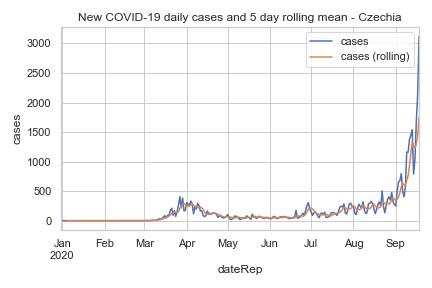 New COVID-19 daily cases and 5 day rolling mean - Czechia
cases
cases (rolling)
3000
2500
2000
1500
1000
500
0
cases
Jan Feb Mar Apr May Jun Jul Aug Sep
2020
dateRep